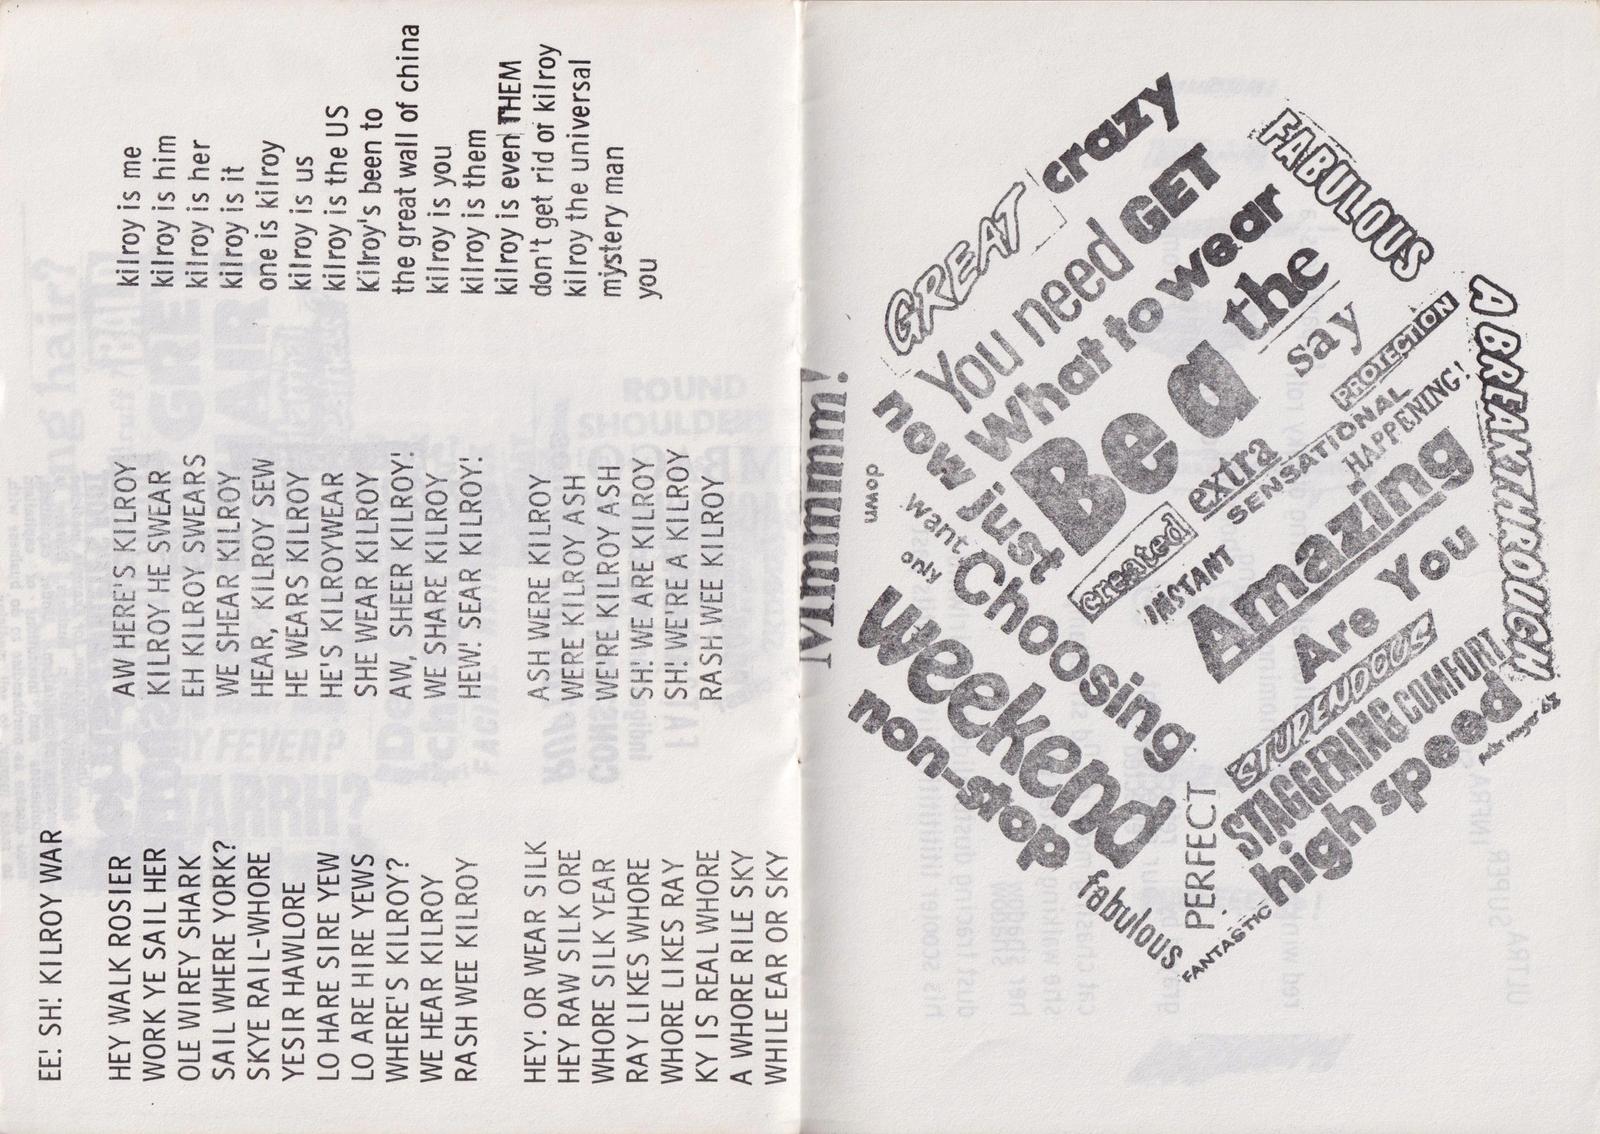 EE! SH! KILROY WAR
HEY WALK ROSIER
WORK YE SAIL HER
OLE WIREY SHARK
SAIL WHERE YORK?
SKYE RAIL-WHORE
YESIR HAWLORE
LO HARE SIRE YEW
LO ARE HIRE YEWS
WHERE'S KILROY?
WE HEAR KILROY
RASH WEE KILROY
HEY! OR WEAR SILK
HEY RAW SILK ORE
WHORE SILK YEAR
RAY LIKES WHORE
WHORE LIKES RAY
KY IS REAL WHORE
A WHORE RILE SKY
WHILE EAR OR SKY
AW HERE'S KILROY
KILROY HE SWEAR
EH KILROY SWEARS
WE SHEAR KILROY
HEAR, KILROY SEW
HE WEARS KILROY
HE'S KILROYWEAR
SHE WEAR KILROY
AW, SHEER KILROY!
WE SHARE KILROY
HEW! SEAR KILROY!
ASH WERE KILROY
WERE KILROY ASH
WE'RE KILROY ASH
SH! WE ARE KILROY
SH! WE'RE A KILROY
RASH WEE KILROY
kilroy is me
kilroy is him
kilroy is her
kilroy is it
one is kilroy
kilroy is us
kilroy is the US
kilroy's been to
the great wall of china
kilroy is you
kilroy is them
kilroy is even THEM
don't get rid of kilroy
kilroy the universal
mystery man
you
Mmmmm!
GREAT
crazy
You need GET
What to wear
Be a the
say
FABULOUS
A BREAKTHROUGH
now just
down
want
only
Choosing
weekend
non-stop
fabulous
created
extra
PROTECTION
SENSATIONAL
HAPPENING!
INSTANT
Amazing
Are You
STUPENDOUS
STAGGERING COMFORT
high speed
PERFECT
FANTASTIC